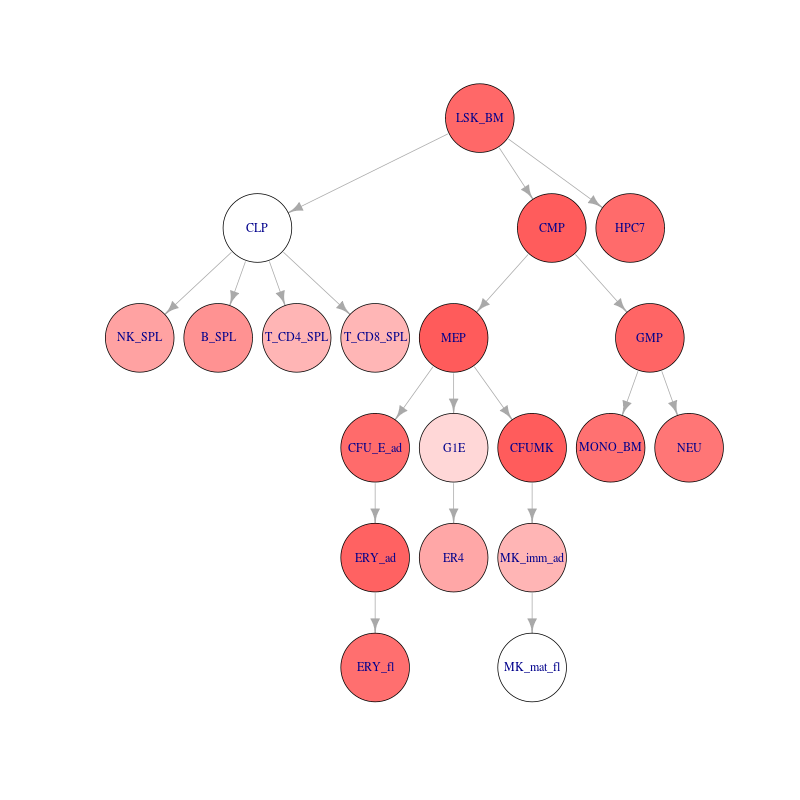 LSK_BM
CLP
CMP
HPC7
NK_SPL
B_SPL
T_CD4_SPL
T_CD8_SPL
MEP
GMP
CFU_E_ad
G1E
CFUMK
MONO_BM
NEU
ERY_ad
ER4
MK_imm_ad
ERY_fl
MK_mat_fl